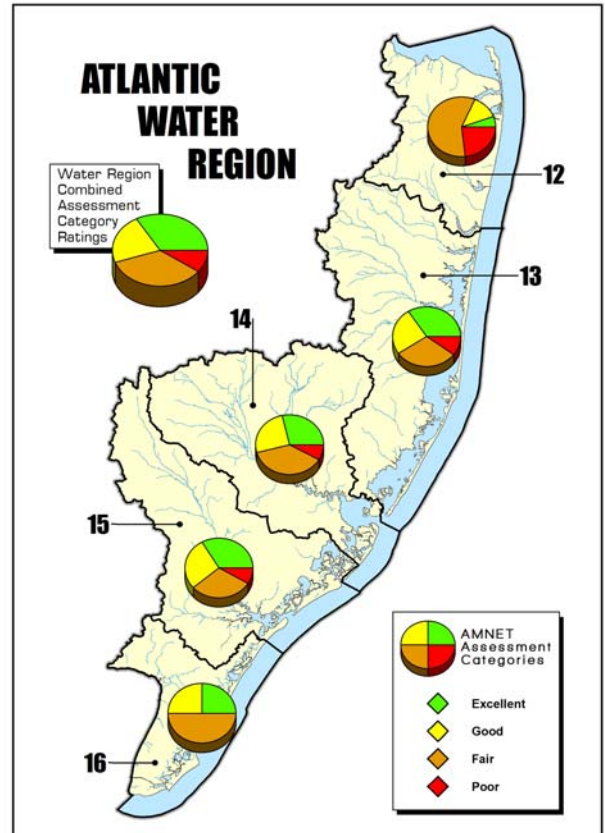 ATLANTIC
WATER
REGION
Water Region
Combined
Assessment
Category
Ratings
12
13
14
15
16
AMNET
Assessment
Categories
Excellent
Good
Fair
Poor